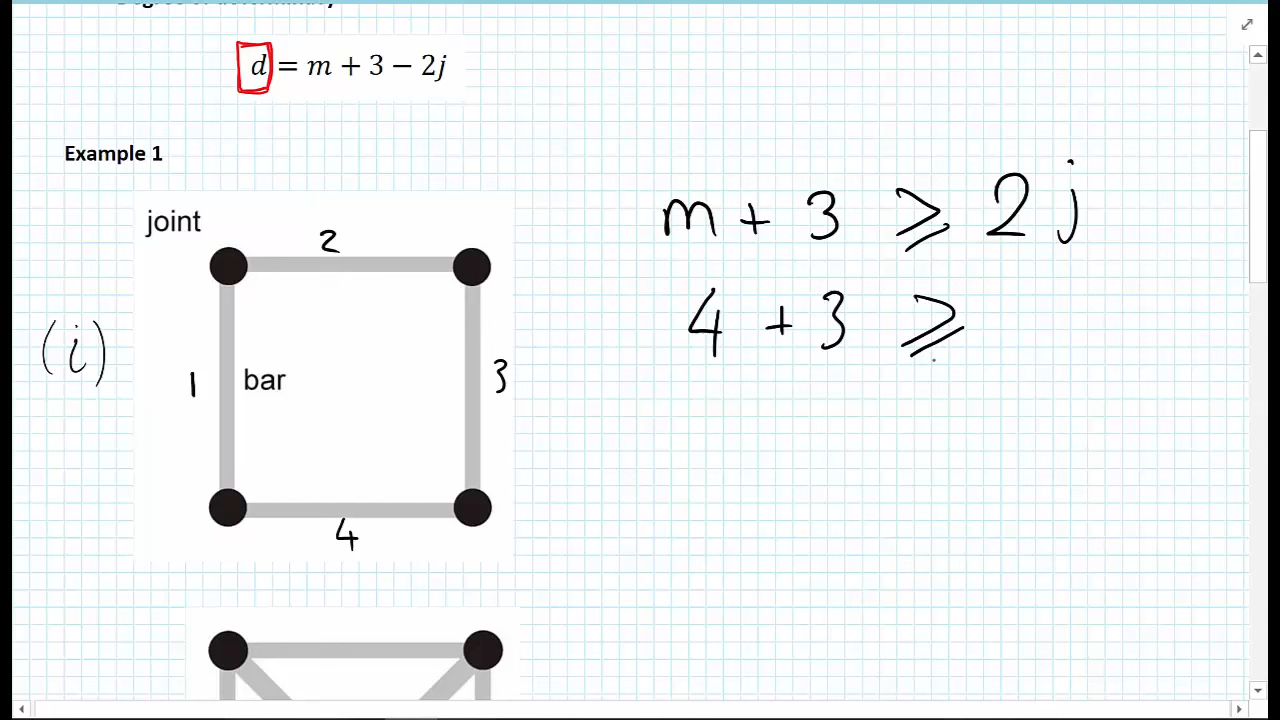 d = m + 3 − 2j
Example 1
joint
2
m + 3 ⩾ 2j
4 + 3 ⩾
(i)
1
bar
3
4